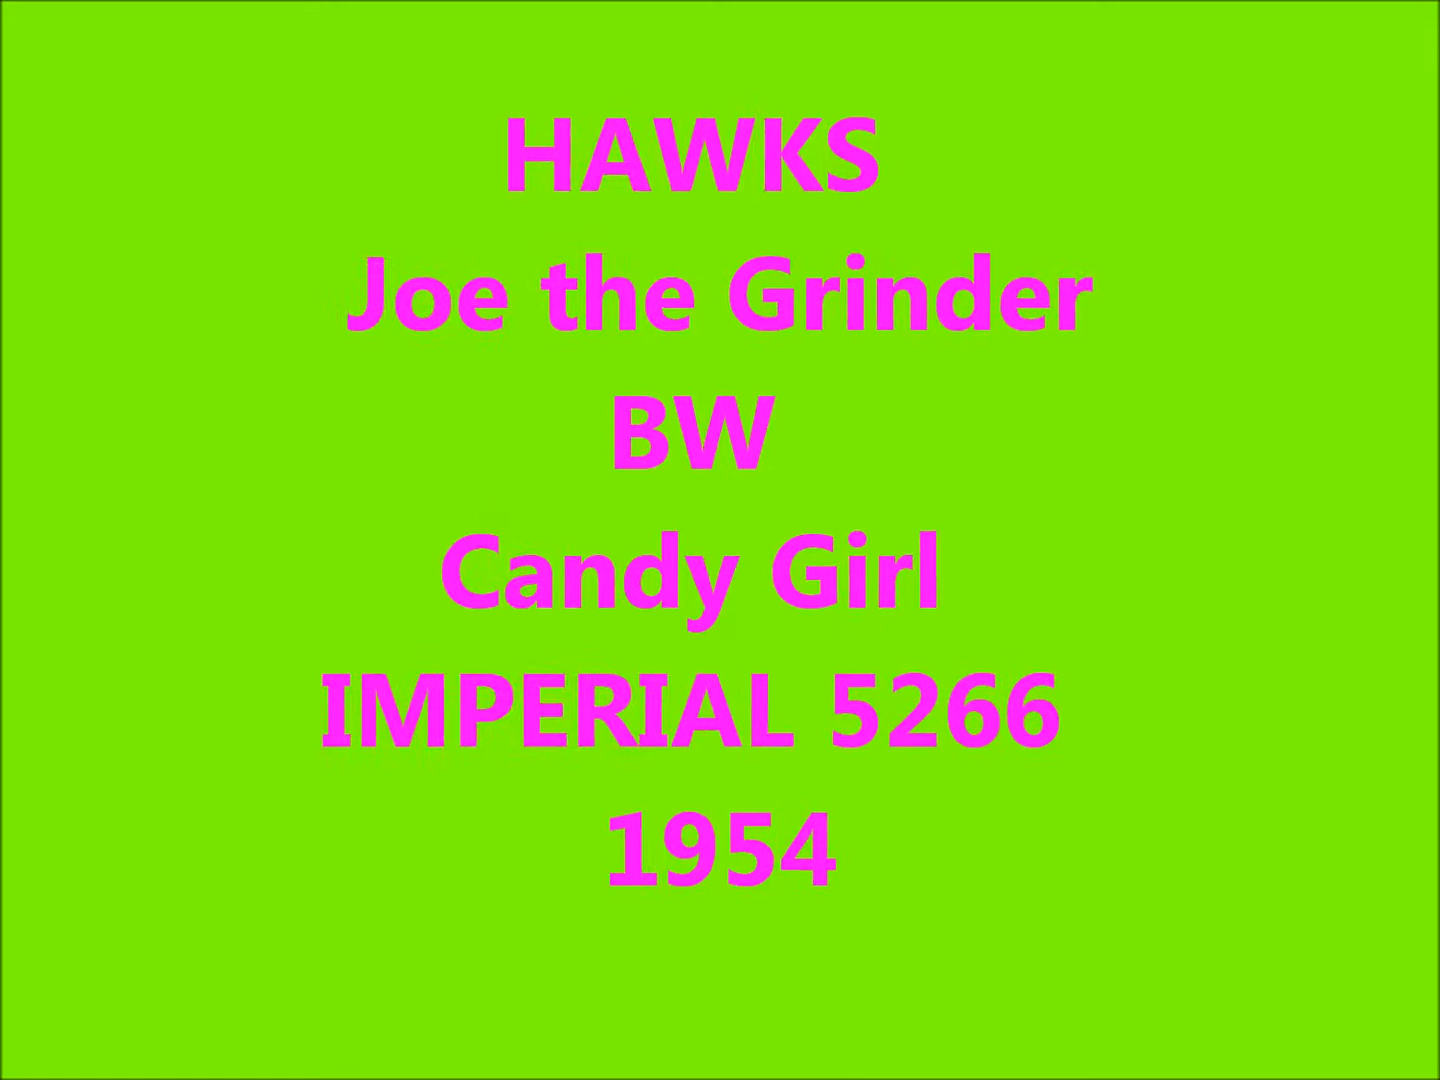 HAWKS
Joe the Grinder
BW
Candy Girl
IMPERIAL 5266
1954